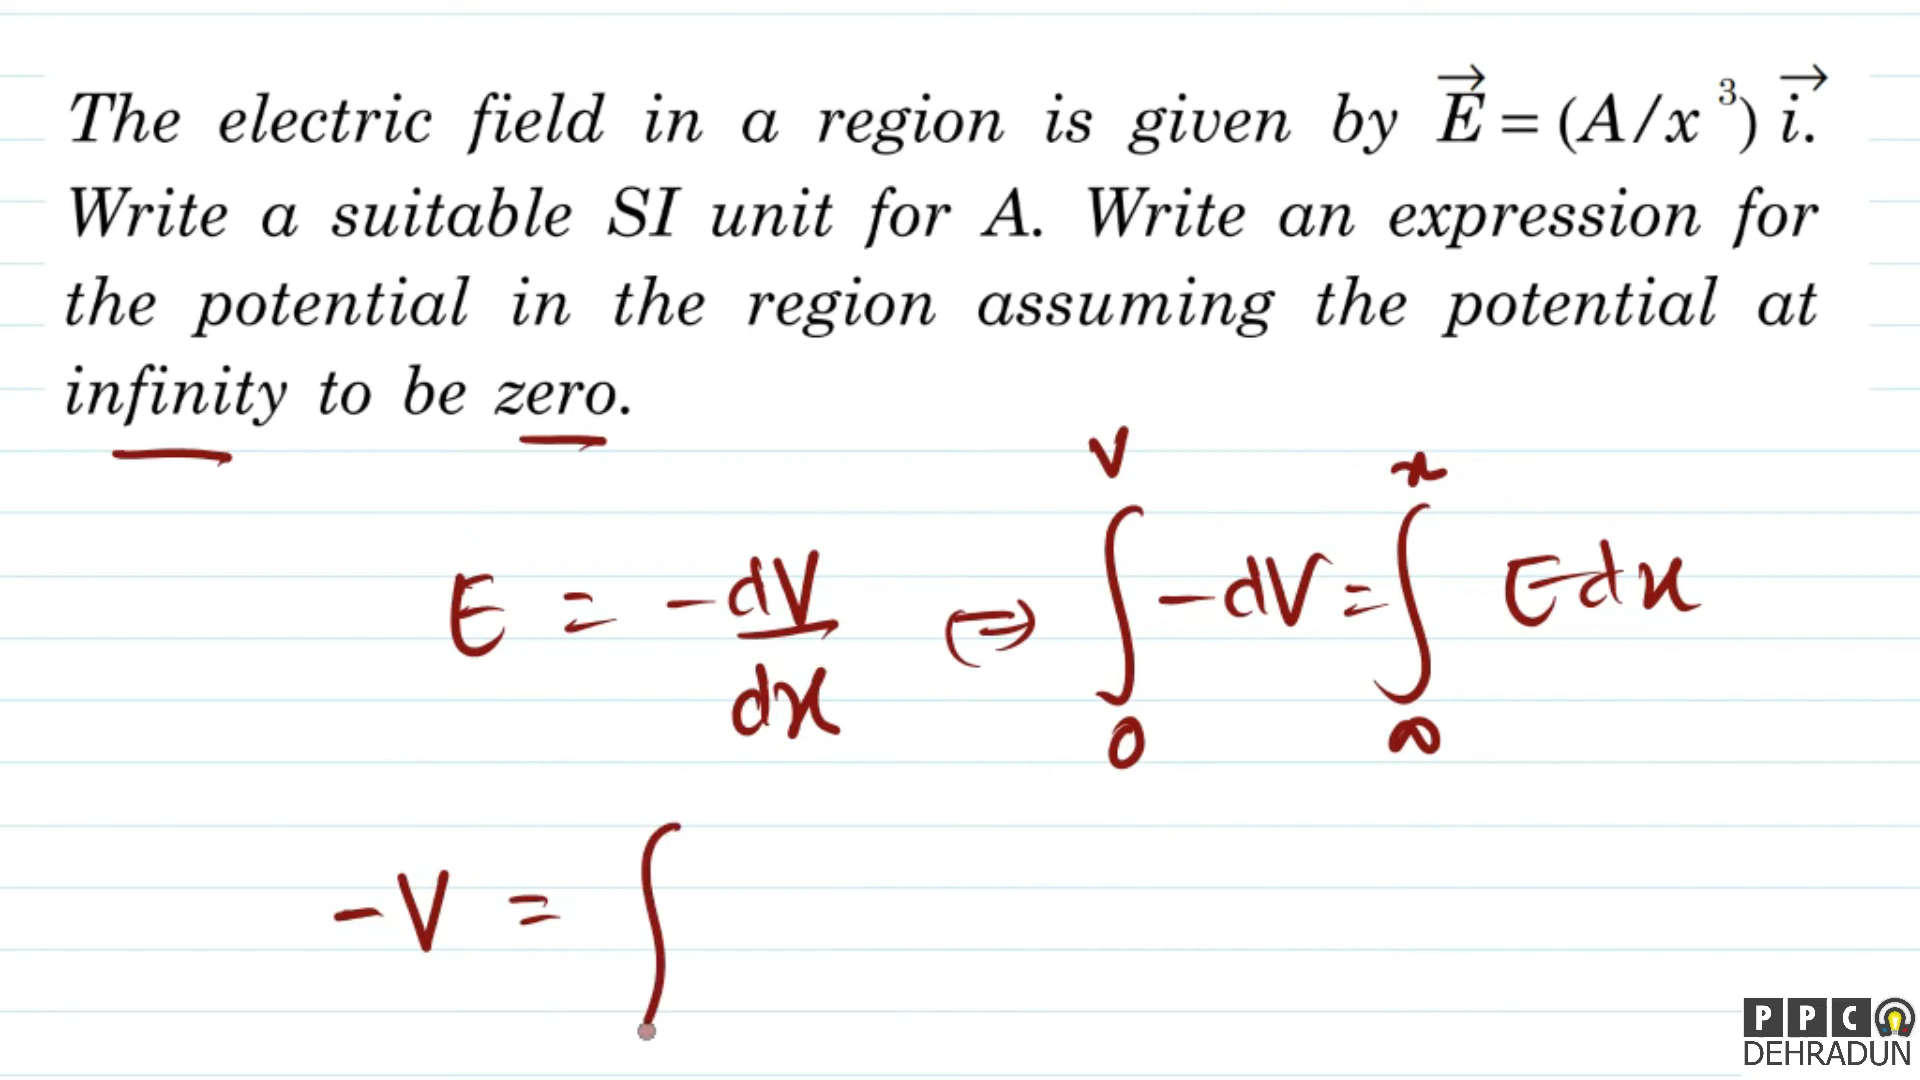 The electric field in a region is given by E⃗ = (A/x³) i⃗.
Write a suitable SI unit for A. Write an expression for
the potential in the region assuming the potential at
infinity to be zero.
E = -dV/dx ⇒ ∫₀^V -dV = ∫_∞^x E dx
-V = ∫
PPC
DEHRADUN